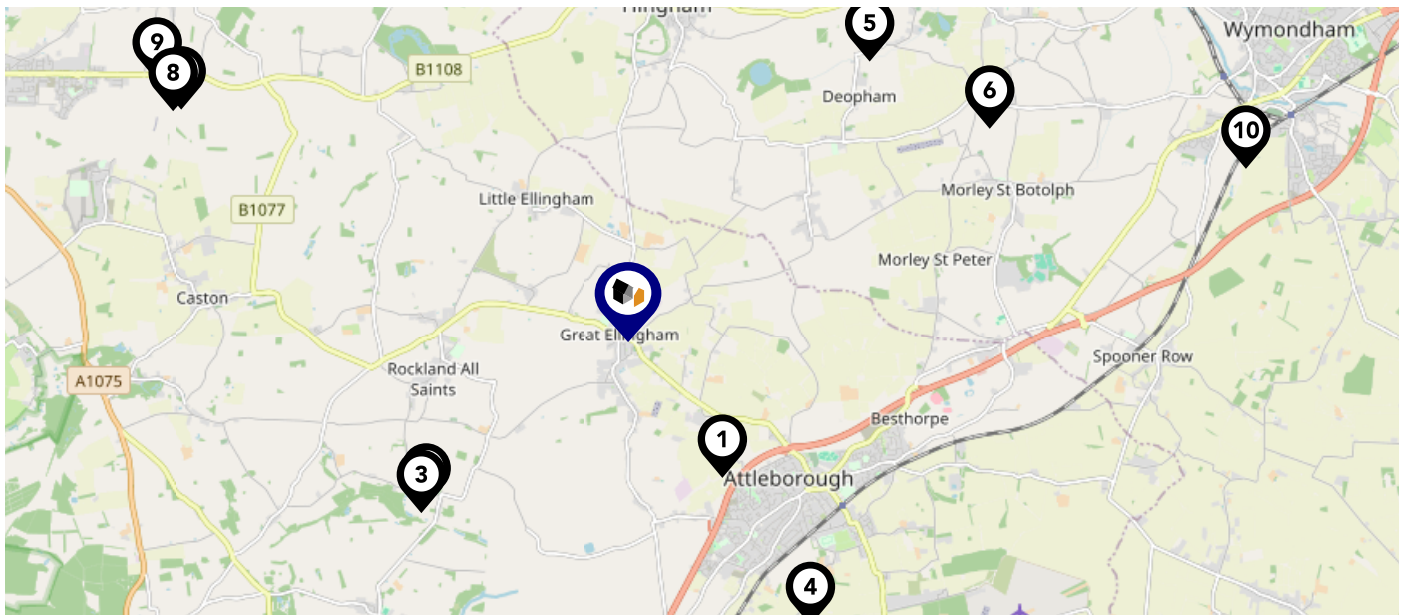 Hingham
5
Wymondham
9
8
B1108
6
Deopham
10
Little Ellingham
Morley St Botolph
B1077
Morley St Peter
Caston
Great Ellingham
Spooner Row
A1075
Rockland All
Saints
Besthorpe
1
3
Attleborough
4